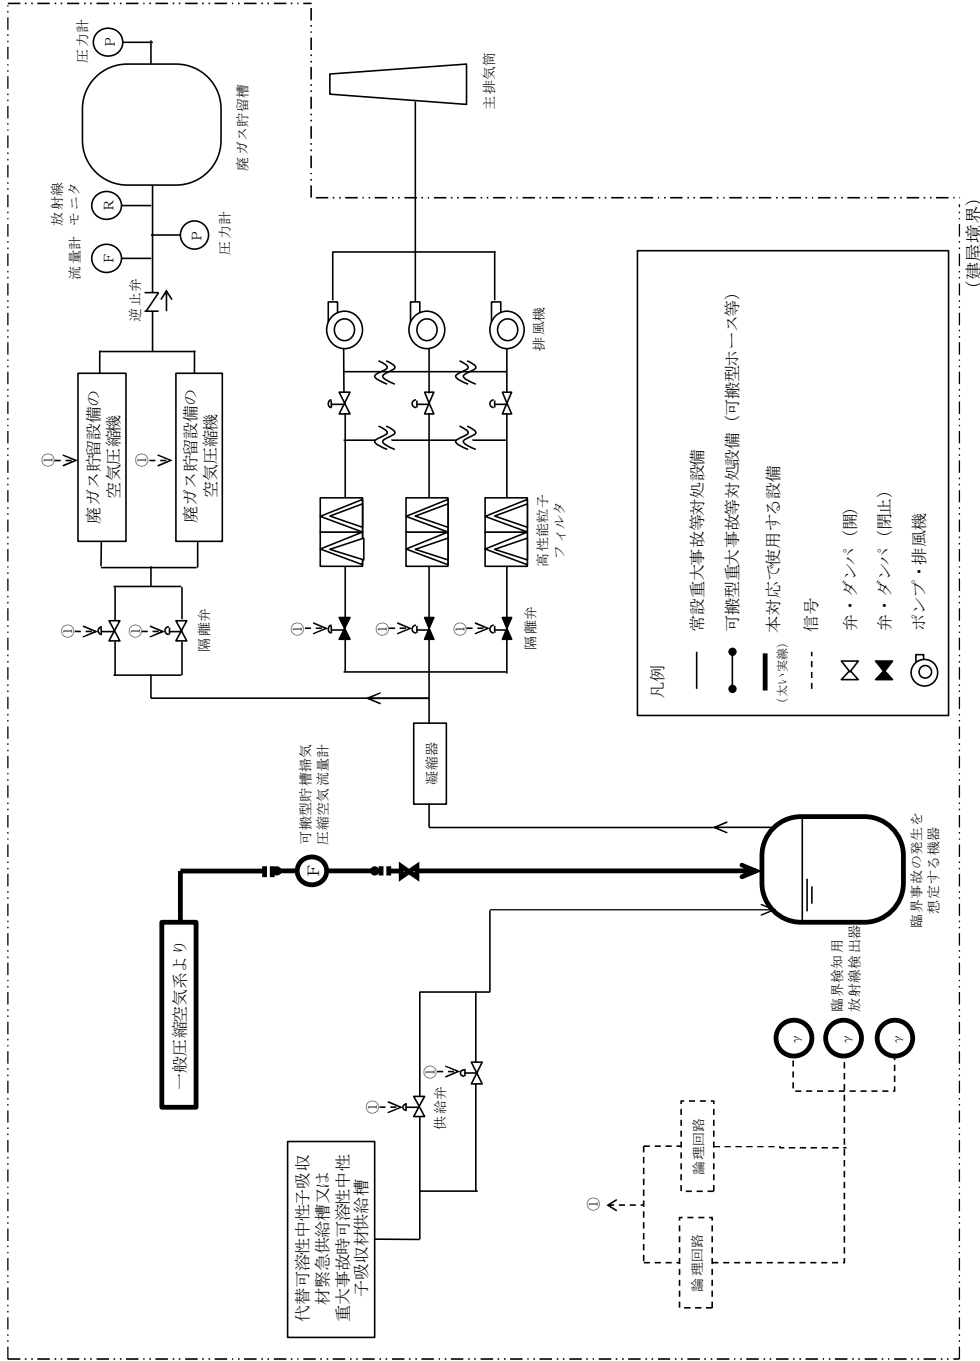 圧力計
P
廃ガス貯留槽
放射線
モニタ
R
流量計
F
P
圧力計
逆止弁
廃ガス貯留設備の
空気圧縮機
①
廃ガス貯留設備の
空気圧縮機
①
①
①
隔離弁
主排気筒
排風機
高性能粒子
フィルタ
①
①
①
隔離弁
凝縮器
可搬型貯槽掃気
圧縮空気流量計
F
一般圧縮空気系より
臨界事故の発生を
想定する機器
臨界検知用
放射線検出器
γ
γ
γ
①
①
供給弁
代替可溶性中性子吸収
材緊急供給槽又は
重大事故時可溶性中性
子吸収材供給槽
論理回路
論理回路
①
凡例
常設重大事故等対処設備
可搬型重大事故等対処設備(可搬型ホース等)
本対応で使用する設備
(太い実線)
信号
弁・ダンパ(開)
弁・ダンパ(閉止)
ポンプ・排風機
(建屋境界)